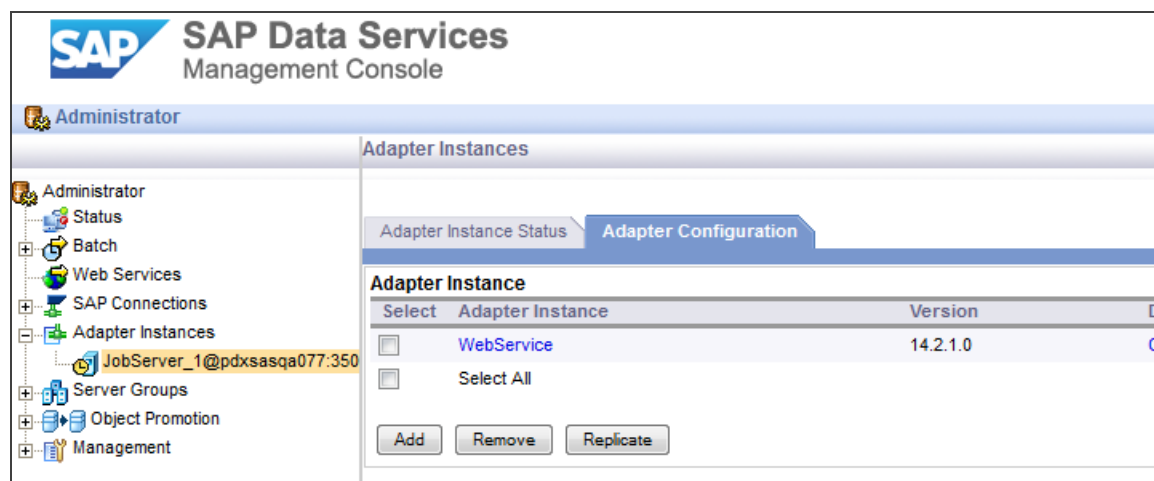 SAP
SAP Data Services
Management Console
Administrator
Adapter Instances
Administrator
Status
Batch
Web Services
SAP Connections
Adapter Instances
JobServer_1@pdxsasqa077:350
Server Groups
Object Promotion
Management
Adapter Instance Status Adapter Configuration
Adapter Instance
Select Adapter Instance Version
WebService 14.2.1.0
Select All
Add Remove Replicate